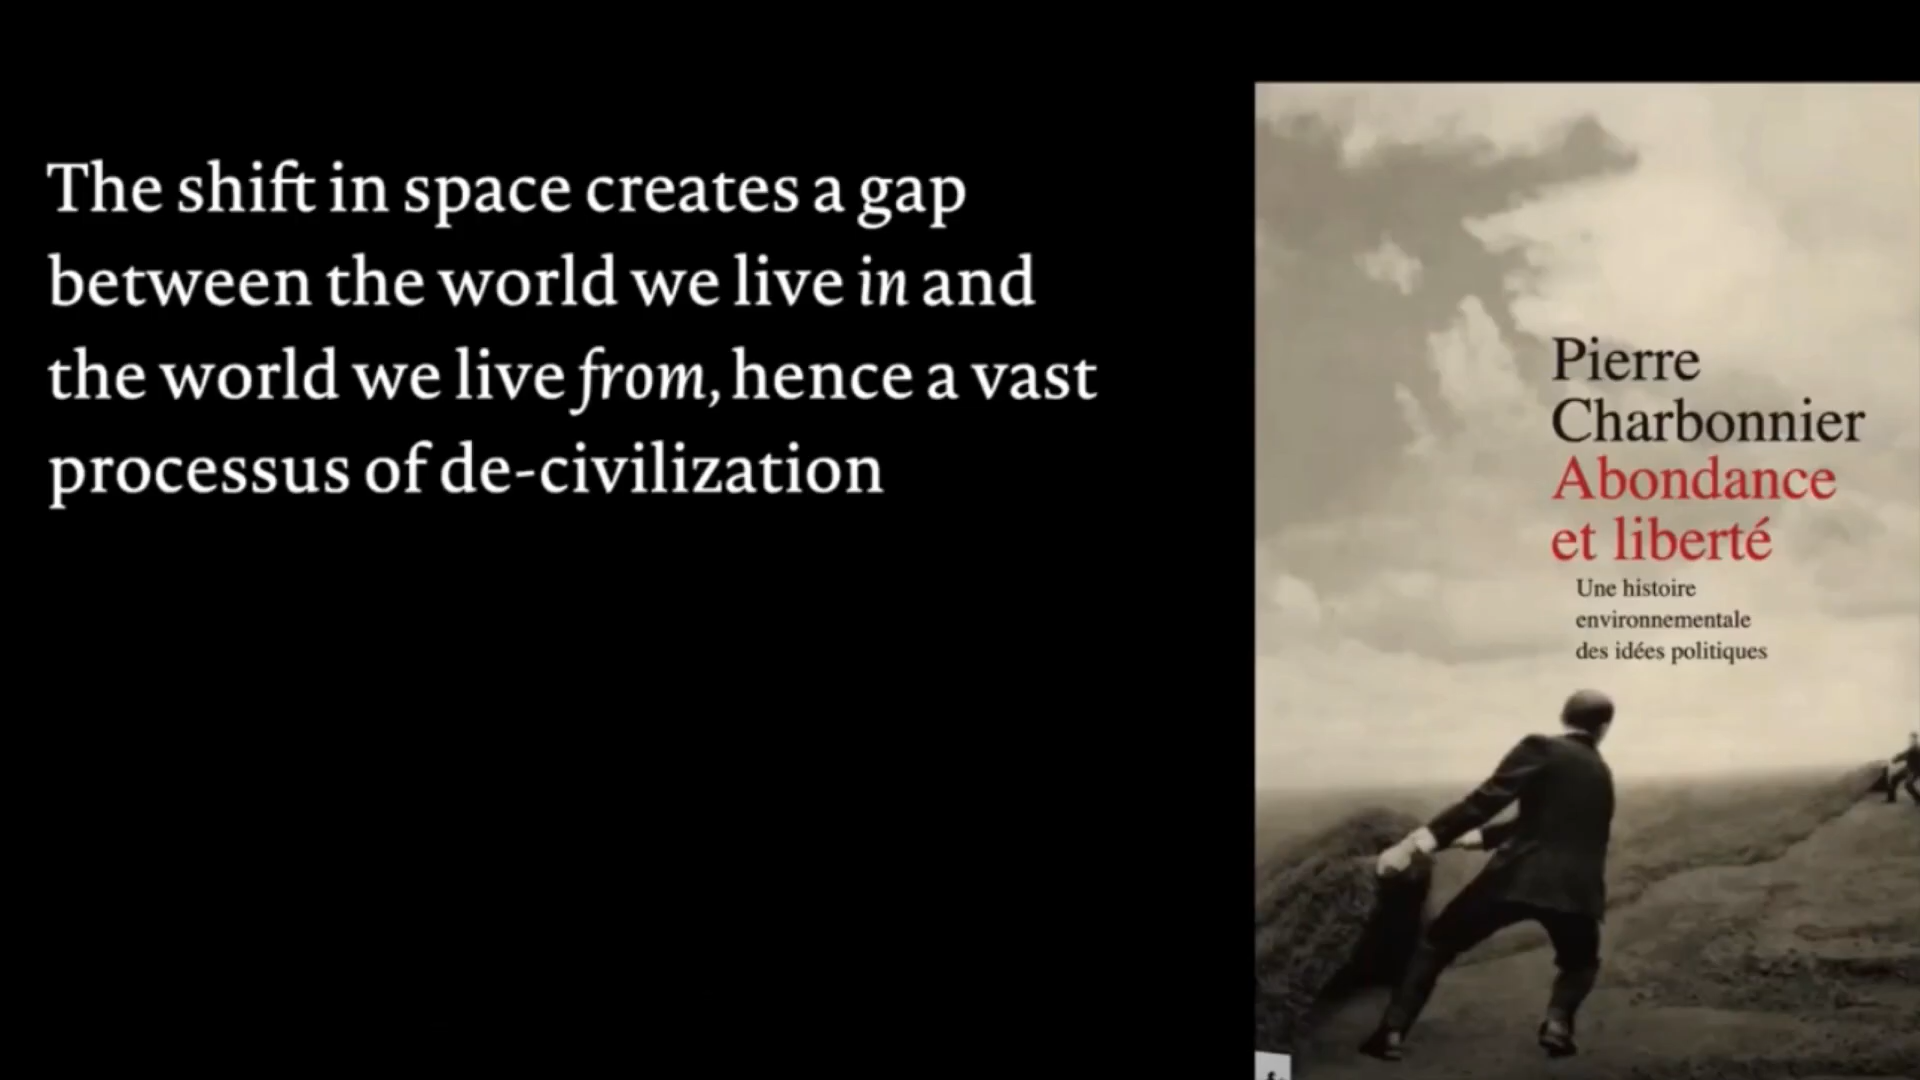 The shift in space creates a gap
between the world we live in and
the world we live from, hence a vast
processus of de-civilization
Pierre
Charbonnier
Abondance
et liberté
Une histoire
environnementale
des idées politiques